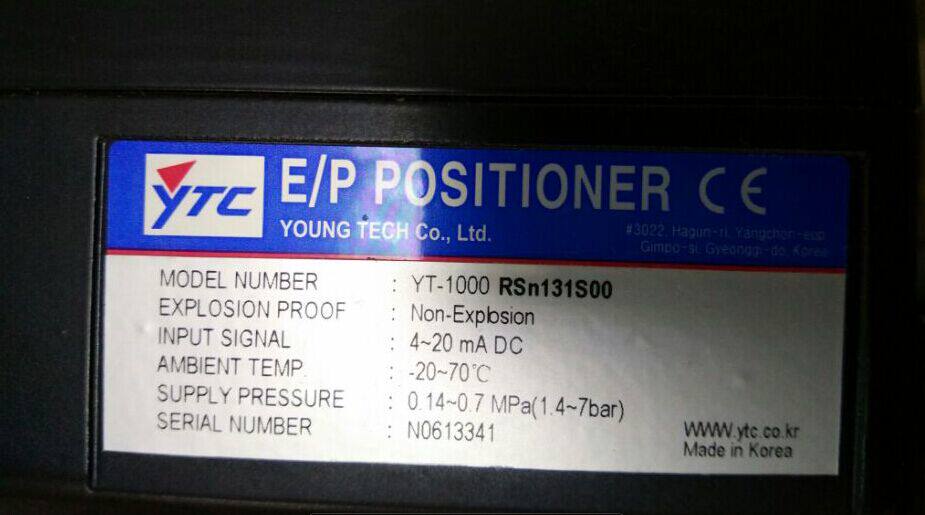 YTC
E/P POSITIONER CE
YOUNG TECH Co., Ltd.
#3022, Hagun-ri, Yangchon-eup
Gimpo-si, Gyeonggi-do, Korea
MODEL NUMBER : YT-1000 RSn131S00
EXPLOSION PROOF : Non-Explosion
INPUT SIGNAL : 4~20 mA DC
AMBIENT TEMP. : -20~70℃
SUPPLY PRESSURE : 0.14~0.7 MPa(1.4~7bar)
SERIAL NUMBER : N0613341
WWW.ytc.co.kr
Made in Korea